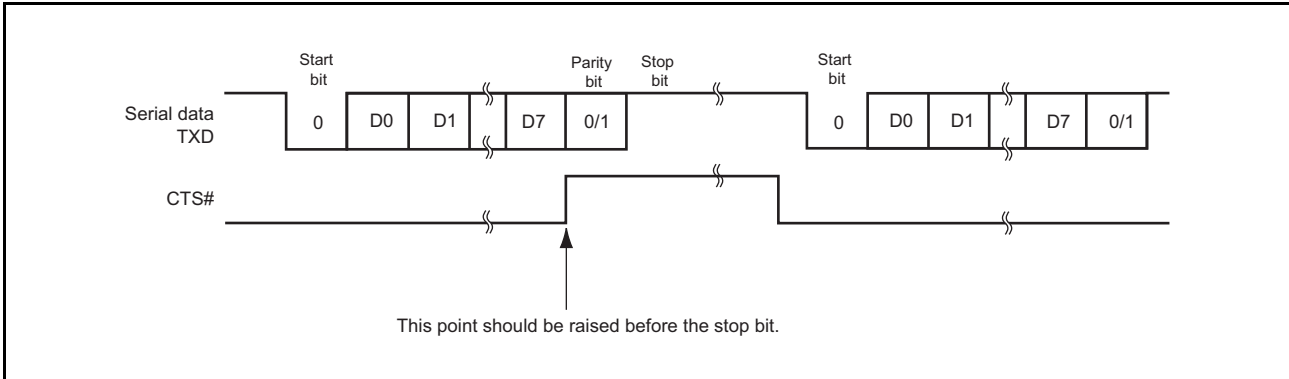 Start bit
Parity bit
Stop bit
Start bit
Serial data TXD
0
D0
D1
D7
0/1
0
D0
D1
D7
0/1
CTS#
This point should be raised before the stop bit.